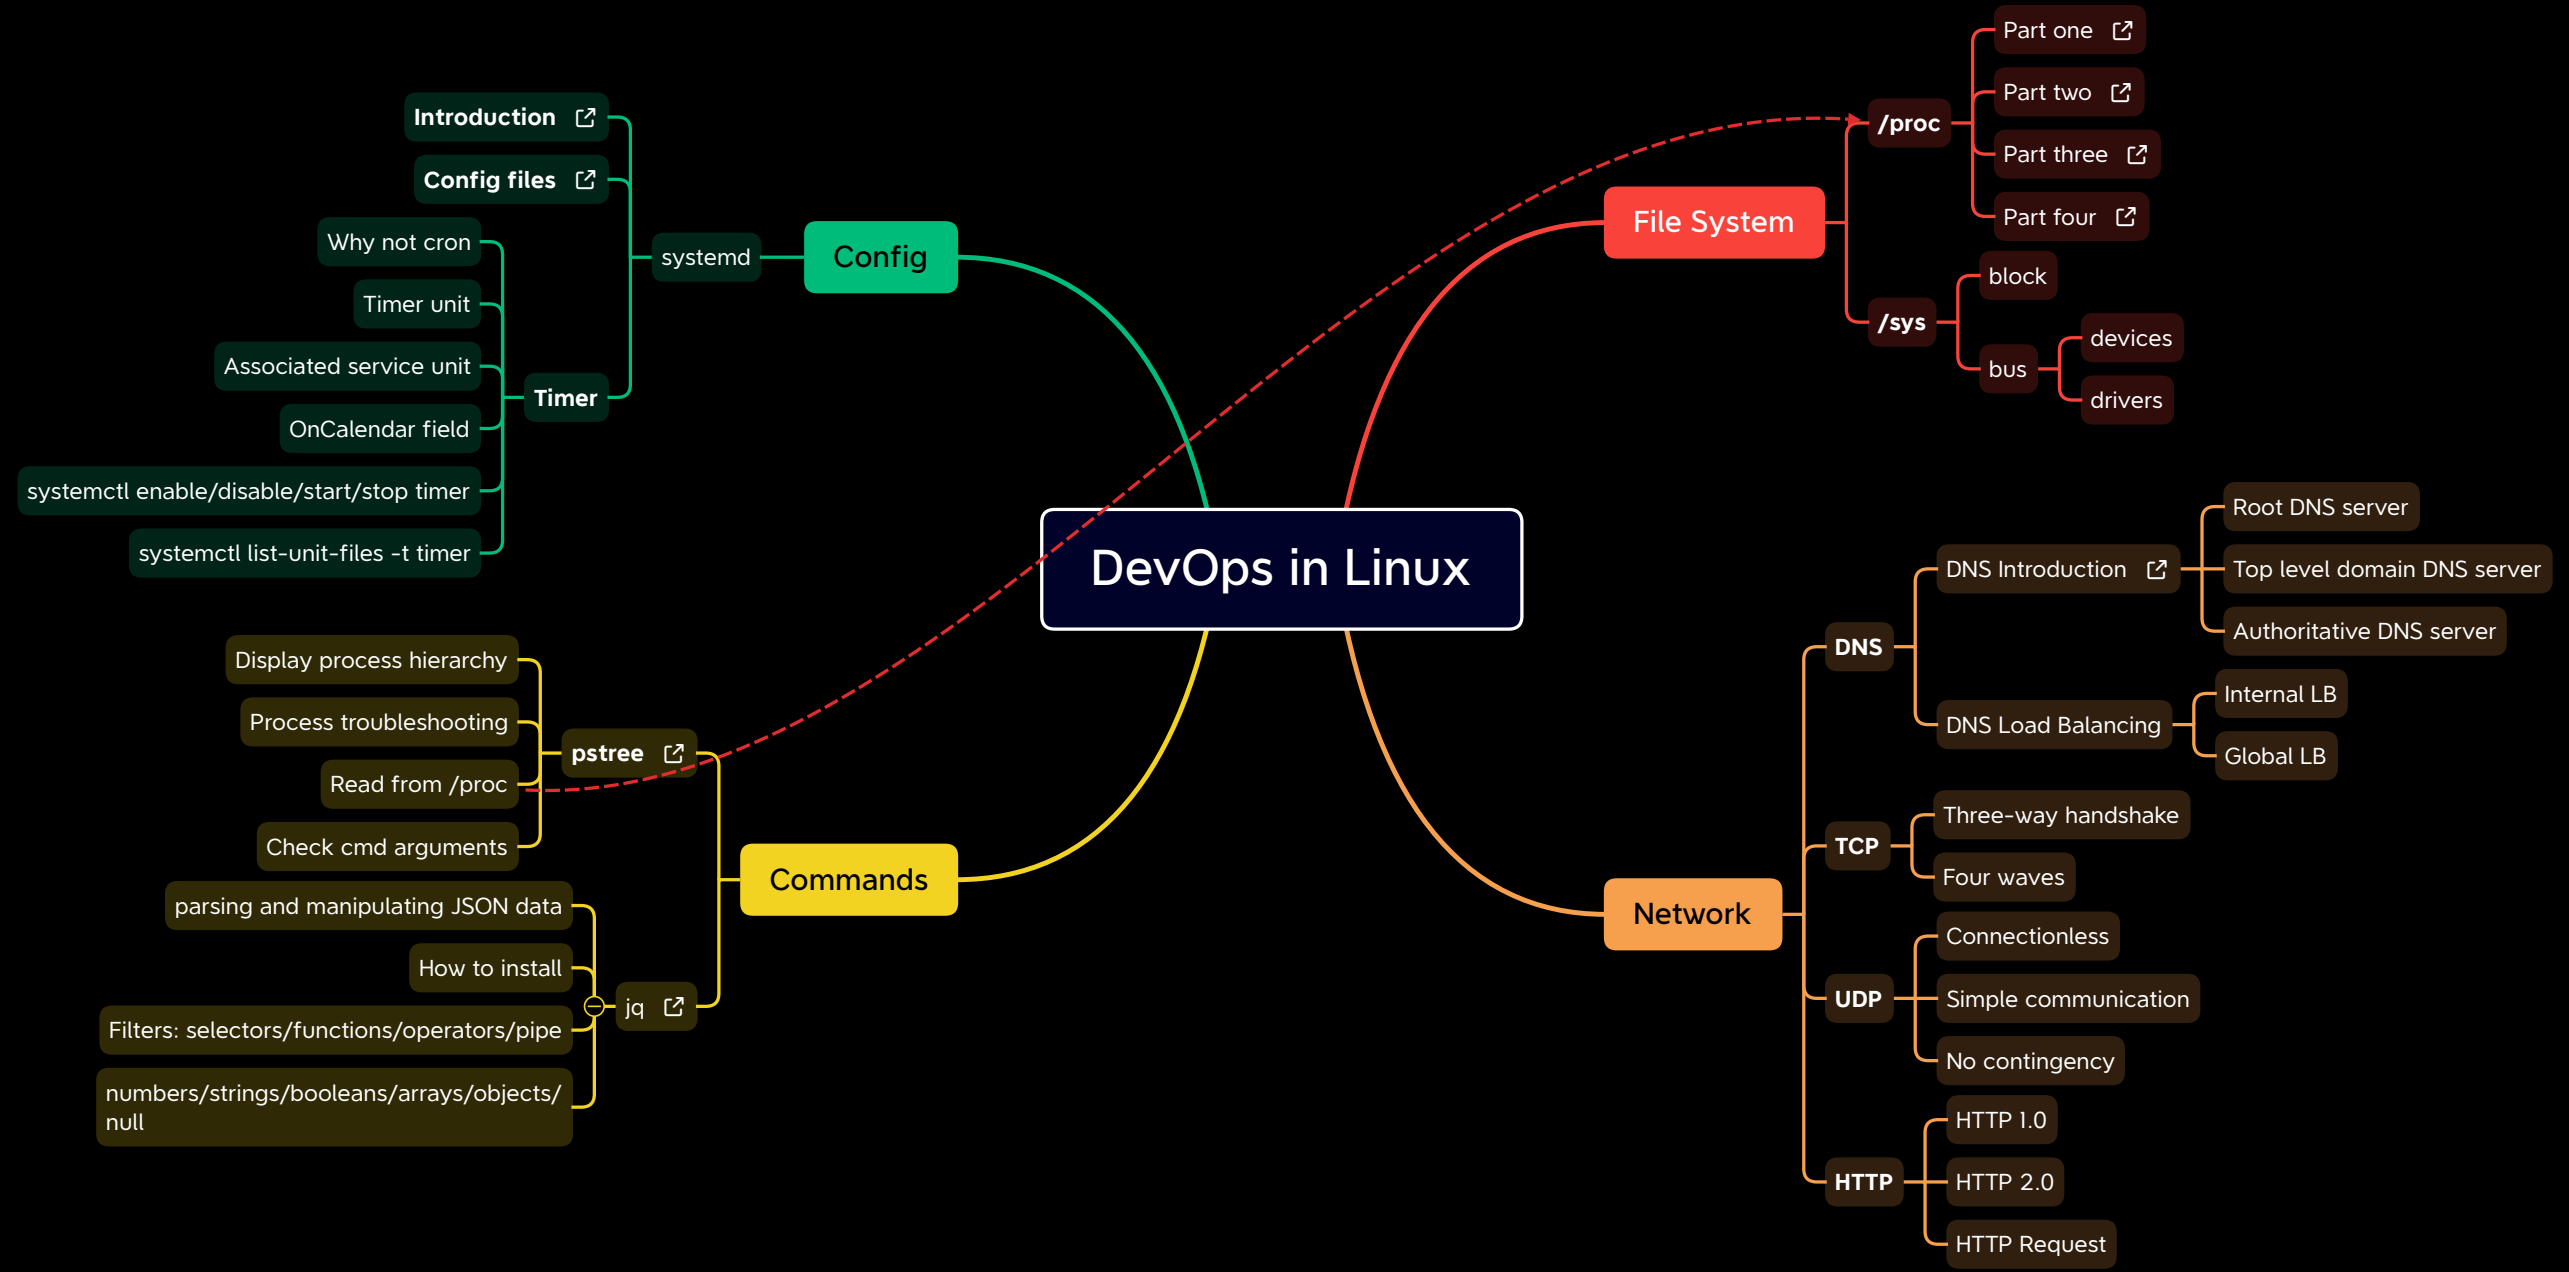 DevOps in Linux
Config
systemd
Introduction
Config files
Timer
Why not cron
Timer unit
Associated service unit
OnCalendar field
systemctl enable/disable/start/stop timer
systemctl list-unit-files -t timer
Commands
pstree
Display process hierarchy
Process troubleshooting
Read from /proc
Check cmd arguments
jq
parsing and manipulating JSON data
How to install
Filters: selectors/functions/operators/pipe
numbers/strings/booleans/arrays/objects/
null
File System
/proc
Part one
Part two
Part three
Part four
/sys
block
bus
devices
drivers
Network
DNS
DNS Introduction
Root DNS server
Top level domain DNS server
Authoritative DNS server
DNS Load Balancing
Internal LB
Global LB
TCP
Three-way handshake
Four waves
UDP
Connectionless
Simple communication
No contingency
HTTP
HTTP 1.0
HTTP 2.0
HTTP Request